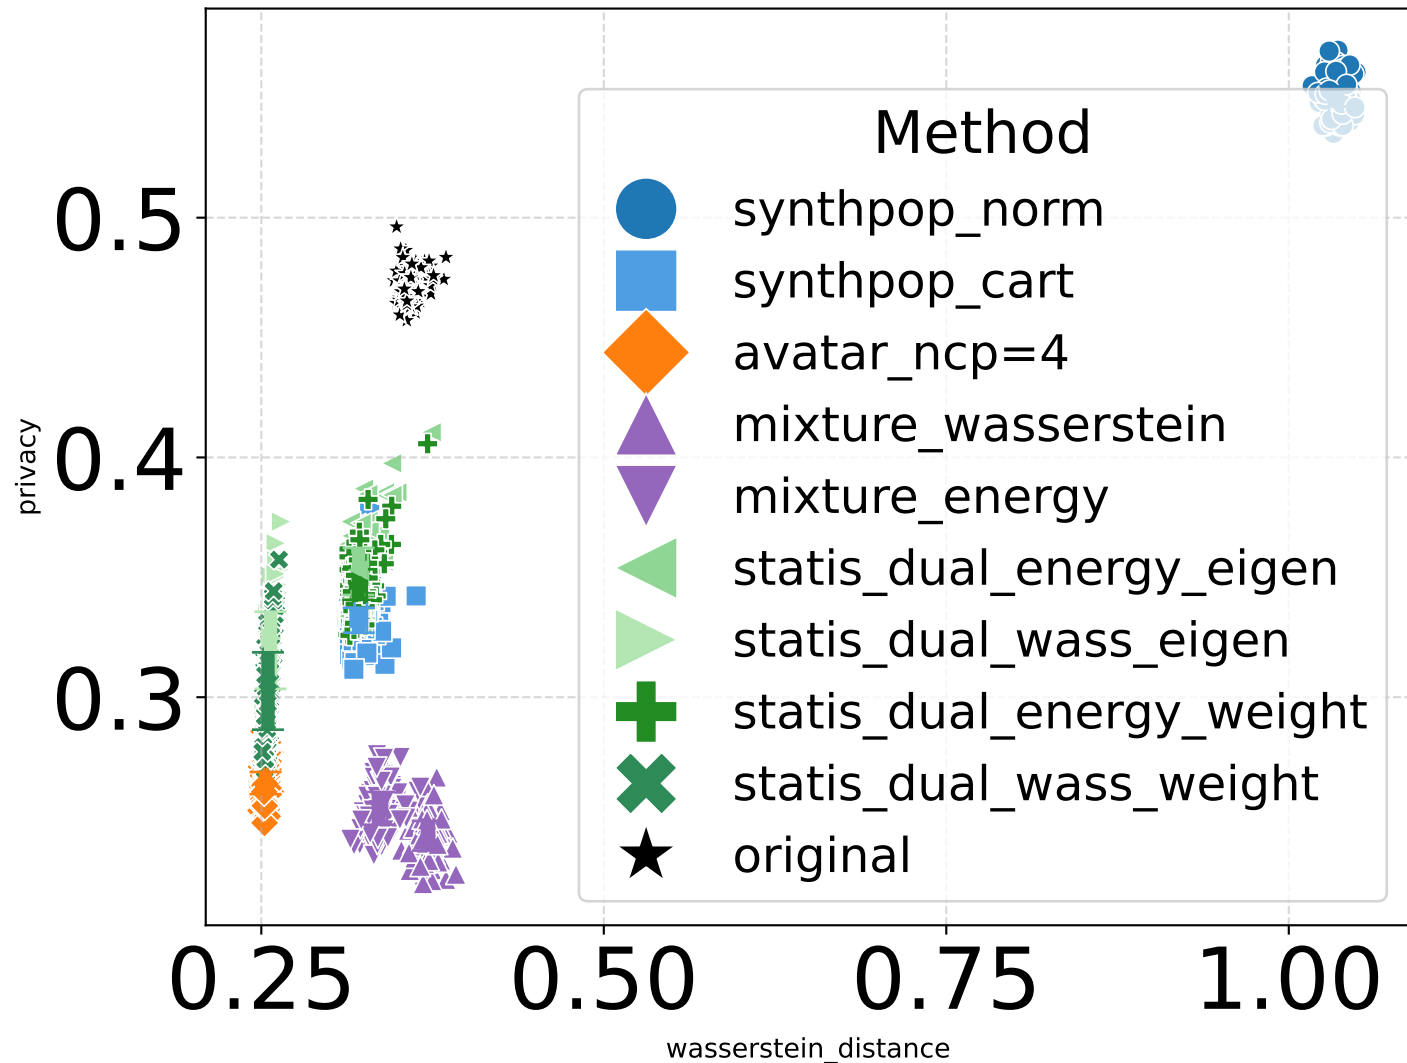 Method
synthpop_norm
synthpop_cart
avatar_ncp=4
mixture_wasserstein
mixture_energy
statis_dual_energy_eigen
statis_dual_wass_eigen
statis_dual_energy_weight
statis_dual_wass_weight
original
privacy
0.5
0.4
0.3
0.25 0.50 0.75 1.00
wasserstein_distance